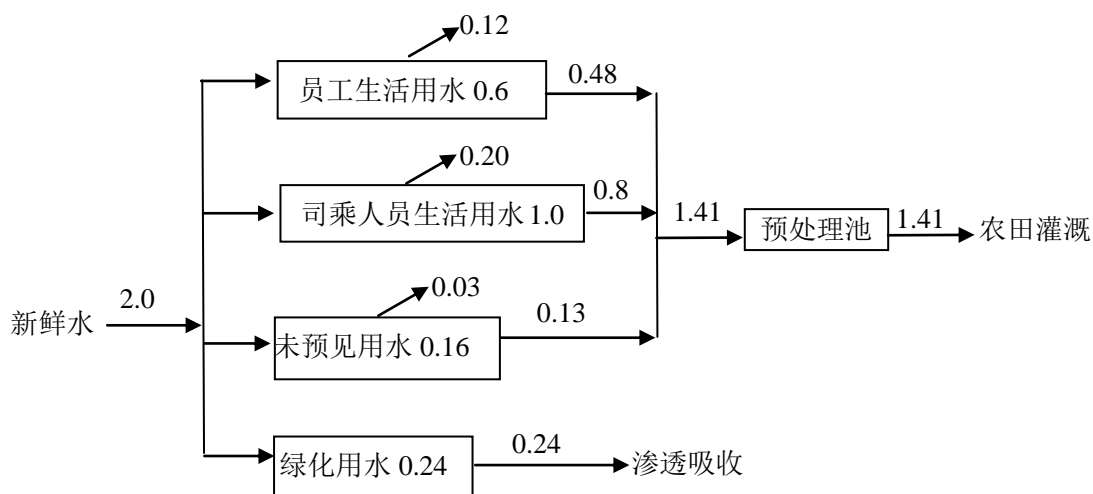 0.12
员工生活用水 0.6
0.48
0.20
司乘人员生活用水 1.0
0.8
1.41
预处理池
1.41
农田灌溉
新鲜水
2.0
0.03
未预见用水 0.16
0.13
绿化用水 0.24
0.24
渗透吸收